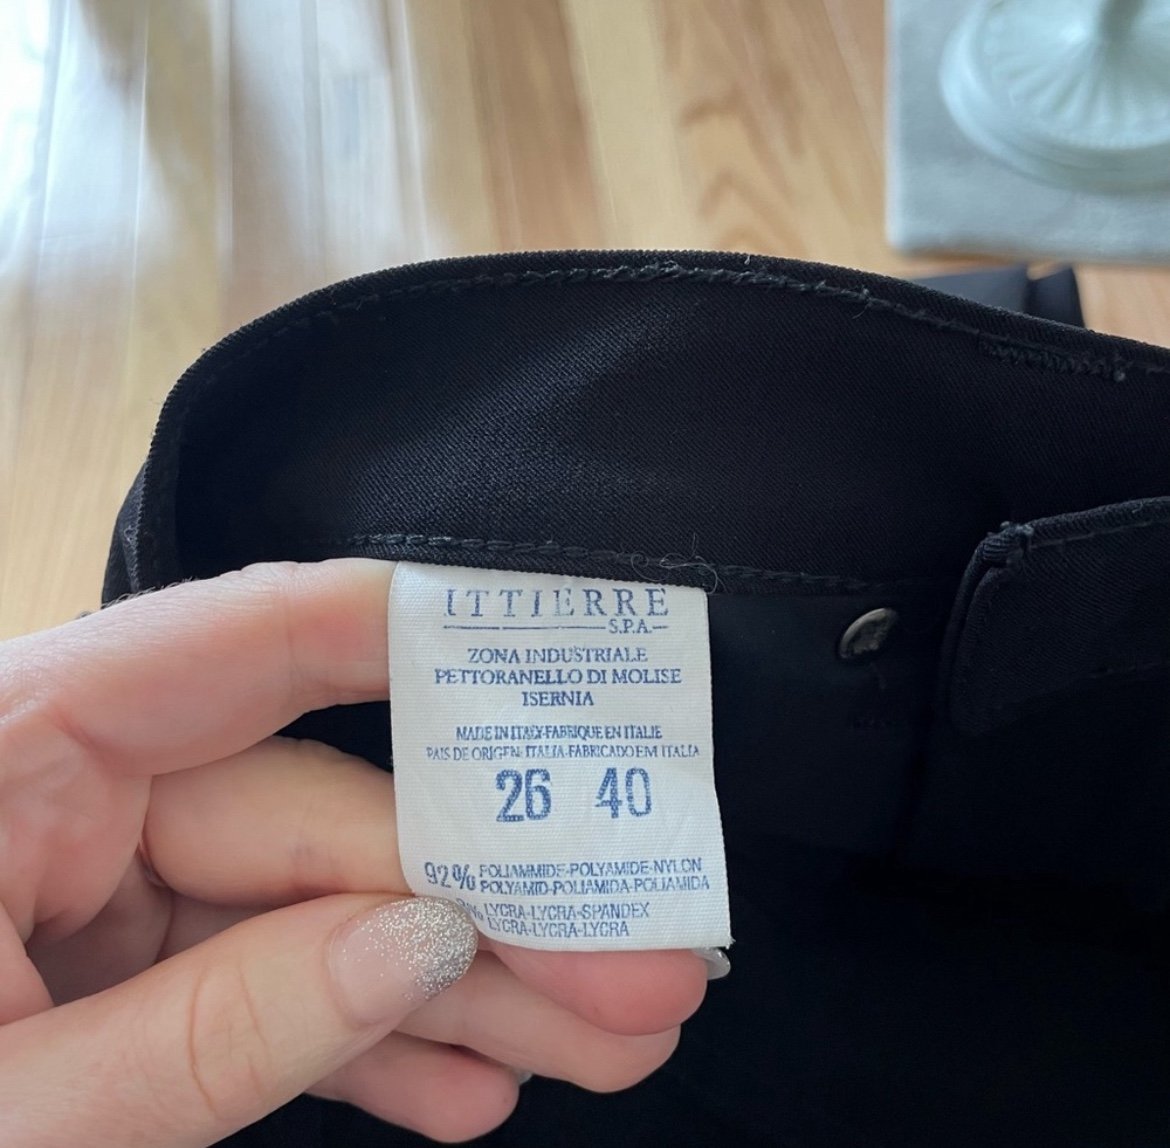 ITTIERRE
S.P.A.
ZONA INDUSTRIALE
PETTORANELLO DI MOLISE
ISERNIA
MADE IN ITALY-FABRIQUE EN ITALIE
PAIS DE ORIGEN: ITALIA-FABRICADO EM ITALIA
26 40
92% POLIAMMIDE-POLYAMIDE-NYLON
POLYAMID-POLIAMIDA-POLIAMIDA
LYCRA-LYCRA-SPANDEX
LYCRA-LYCRA-LYCRA